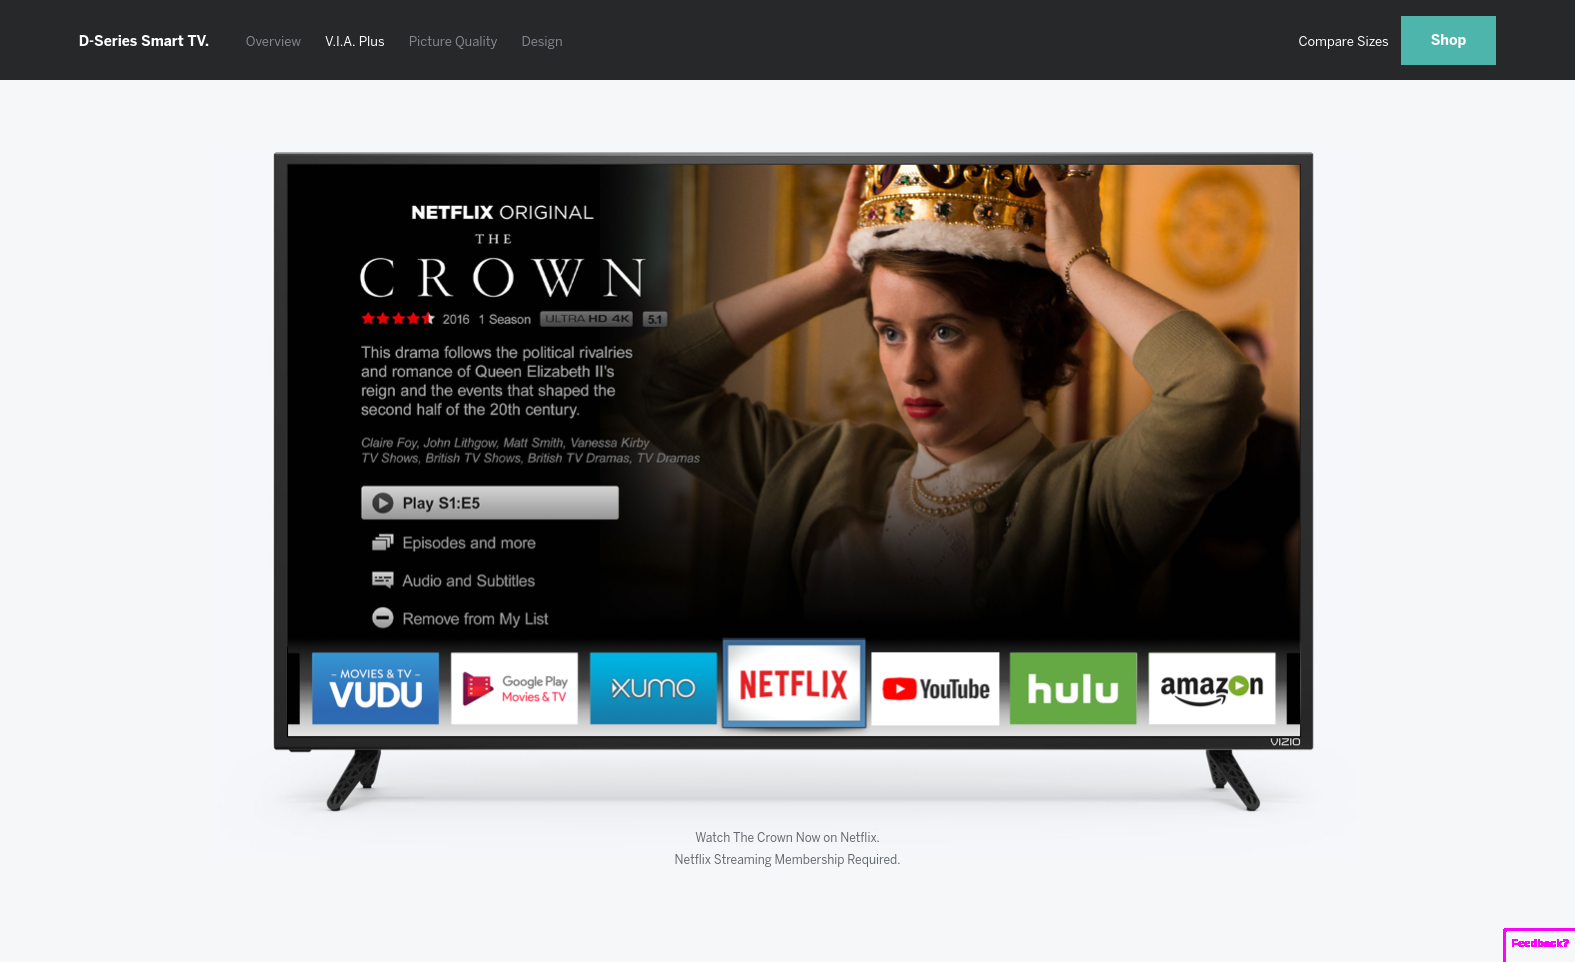 D-Series Smart TV.
Overview
V.I.A. Plus
Picture Quality
Design
Compare Sizes
Shop
NETFLIX ORIGINAL
THE
CROWN
2016 1 Season ULTRA HD 4K 5.1
This drama follows the political rivalries
and romance of Queen Elizabeth II's
reign and the events that shaped the
second half of the 20th century.
Claire Foy, John Lithgow, Matt Smith, Vanessa Kirby
TV Shows, British TV Shows, British TV Dramas, TV Dramas
Play S1:E5
Episodes and more
Audio and Subtitles
Remove from My List
- MOVIES & TV -
VUDU
Google Play
Movies & TV
XUMO
NETFLIX
YouTube
hulu
amazon
VIZIO
Watch The Crown Now on Netflix.
Netflix Streaming Membership Required.
Feedback?